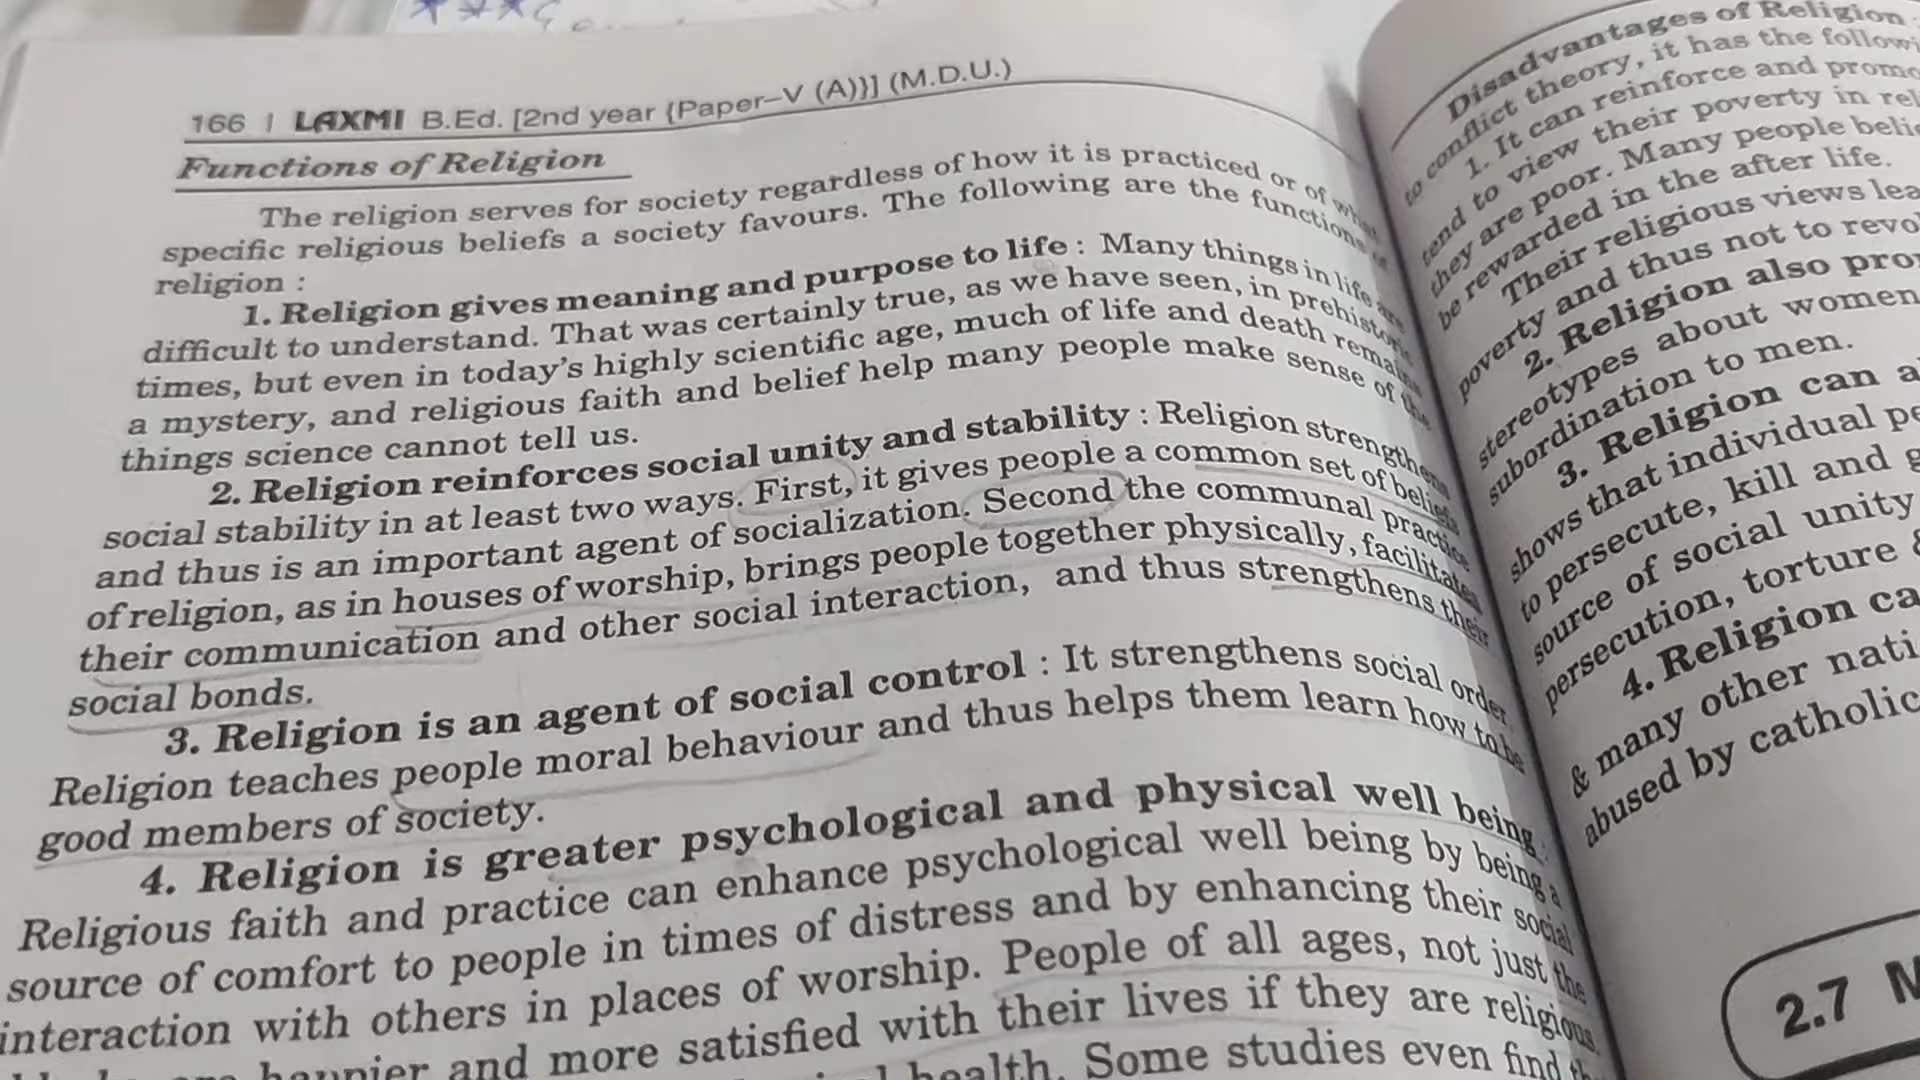 166 | LAXMI B.Ed. [2nd year {Paper–V (A)}] (M.D.U.)
Functions of Religion
The religion serves for society regardless of how it is practiced or of what
specific religious beliefs a society favours. The following are the functions of
religion :
1. Religion gives meaning and purpose to life : Many things in life are
difficult to understand. That was certainly true, as we have seen, in prehistoric
times, but even in today's highly scientific age, much of life and death remains
a mystery, and religious faith and belief help many people make sense of the
things science cannot tell us.
2. Religion reinforces social unity and stability : Religion strengthens
social stability in at least two ways. First, it gives people a common set of beliefs
and thus is an important agent of socialization. Second the communal practice
of religion, as in houses of worship, brings people together physically, facilitates
their communication and other social interaction, and thus strengthens their
social bonds.
3. Religion is an agent of social control : It strengthens social order
Religion teaches people moral behaviour and thus helps them learn how to be
good members of society.
4. Religion is greater psychological and physical well being
Religious faith and practice can enhance psychological well being by being a
source of comfort to people in times of distress and by enhancing their social
interaction with others in places of worship. People of all ages, not just the
happier and more satisfied with their lives if they are religious.
health. Some studies even find
Disadvantages of Religion
to conflict theory, it has the
1. It can reinforce and
tend to view their poverty in
they are poor. Many people
be rewarded in the after life.
Their religious views
poverty and thus not to
2. Religion also
stereotypes about women
subordination to men.
3. Religion can
shows that individual
to persecute, kill and
source of social unity
persecution, torture &
4. Religion
& many other
abused by catholic
2.7